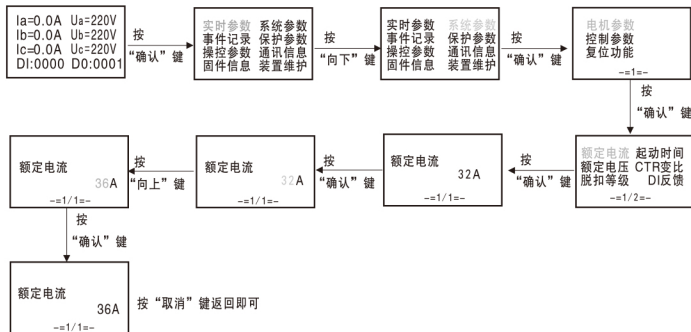 Ia=0.0A Ua=220V
Ib=0.0A Ub=220V
Ic=0.0A Uc=220V
DI:0000 DO:0001
按
“确认”键
实时参数 系统参数
事件记录 保护参数
操控参数 通讯信息
固件信息 装置维护
按
“向下”键
实时参数 系统参数
事件记录 保护参数
操控参数 通讯信息
固件信息 装置维护
按
“确认”键
电机参数
控制参数
复位功能
-=1=-
按
“确认”键
额定电流 起动时间
额定电压 CTR变比
脱扣等级 DI反馈
-=1/2=-
按
“确认”键
额定电流
32A
-=1/1=-
按
“确认”键
额定电流
32A
-=1/1=-
按
“向上”键
额定电流
36A
-=1/1=-
按
“确认”键
额定电流
36A
-=1/1=-
按“取消”键返回即可